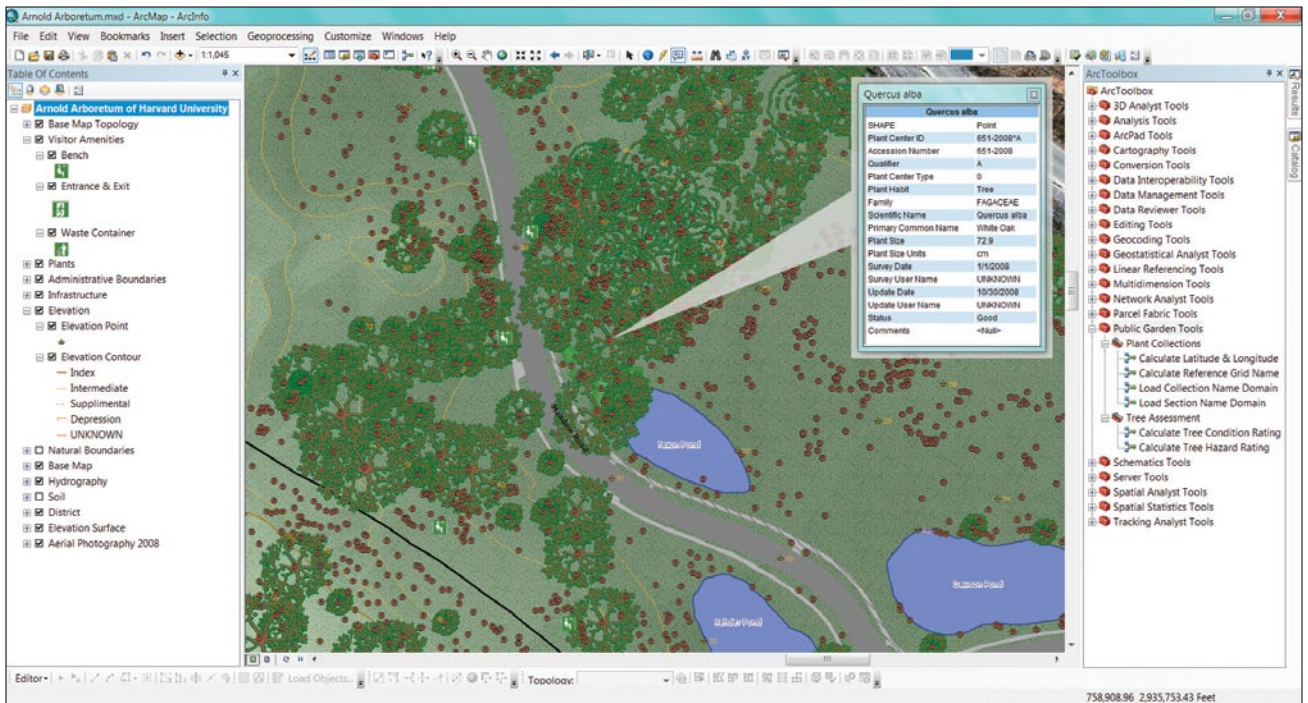 Arnold Arboretum.mxd - ArcMap - ArcInfo
File Edit View Bookmarks Insert Selection Geoprocessing Customize Windows Help
1:1,045
Table Of Contents
Arnold Arboretum of Harvard University
Base Map Topology
Visitor Amenities
Bench
Entrance & Exit
Waste Container
Plants
Administrative Boundaries
Infrastructure
Elevation
Elevation Point
Elevation Contour
Index
Intermediate
Supplimental
Depression
UNKNOWN
Natural Boundaries
Base Map
Hydrography
Soil
District
Elevation Surface
Aerial Photography 2008
Quercus alba
Quercus alba
SHAPE Point
Plant Center ID 651-2008*A
Accession Number 651-2008
Qualifier A
Plant Center Type 0
Plant Habit Tree
Family FAGACEAE
Scientific Name Quercus alba
Primary Common Name White Oak
Plant Size 72.9
Plant Size Units cm
Survey Date 1/1/2008
Survey User Name UNKNOWN
Update Date 10/30/2008
Update User Name UNKNOWN
Status Good
Comments <Null>
Meadow Road
Faxon Pond
Dawson Pond
Rehder Pond
ArcToolbox
ArcToolbox
3D Analyst Tools
Analysis Tools
ArcPad Tools
Cartography Tools
Conversion Tools
Data Interoperability Tools
Data Management Tools
Data Reviewer Tools
Editing Tools
Geocoding Tools
Geostatistical Analyst Tools
Linear Referencing Tools
Multidimension Tools
Network Analyst Tools
Parcel Fabric Tools
Public Garden Tools
Plant Collections
Calculate Latitude & Longitude
Calculate Reference Grid Name
Load Collection Name Domain
Load Section Name Domain
Tree Assessment
Calculate Tree Condition Rating
Calculate Tree Hazard Rating
Schematics Tools
Server Tools
Spatial Analyst Tools
Spatial Statistics Tools
Tracking Analyst Tools
Results
Catalog
Editor
Load Objects...
Topology:
758,908.96 2,935,753.43 Feet